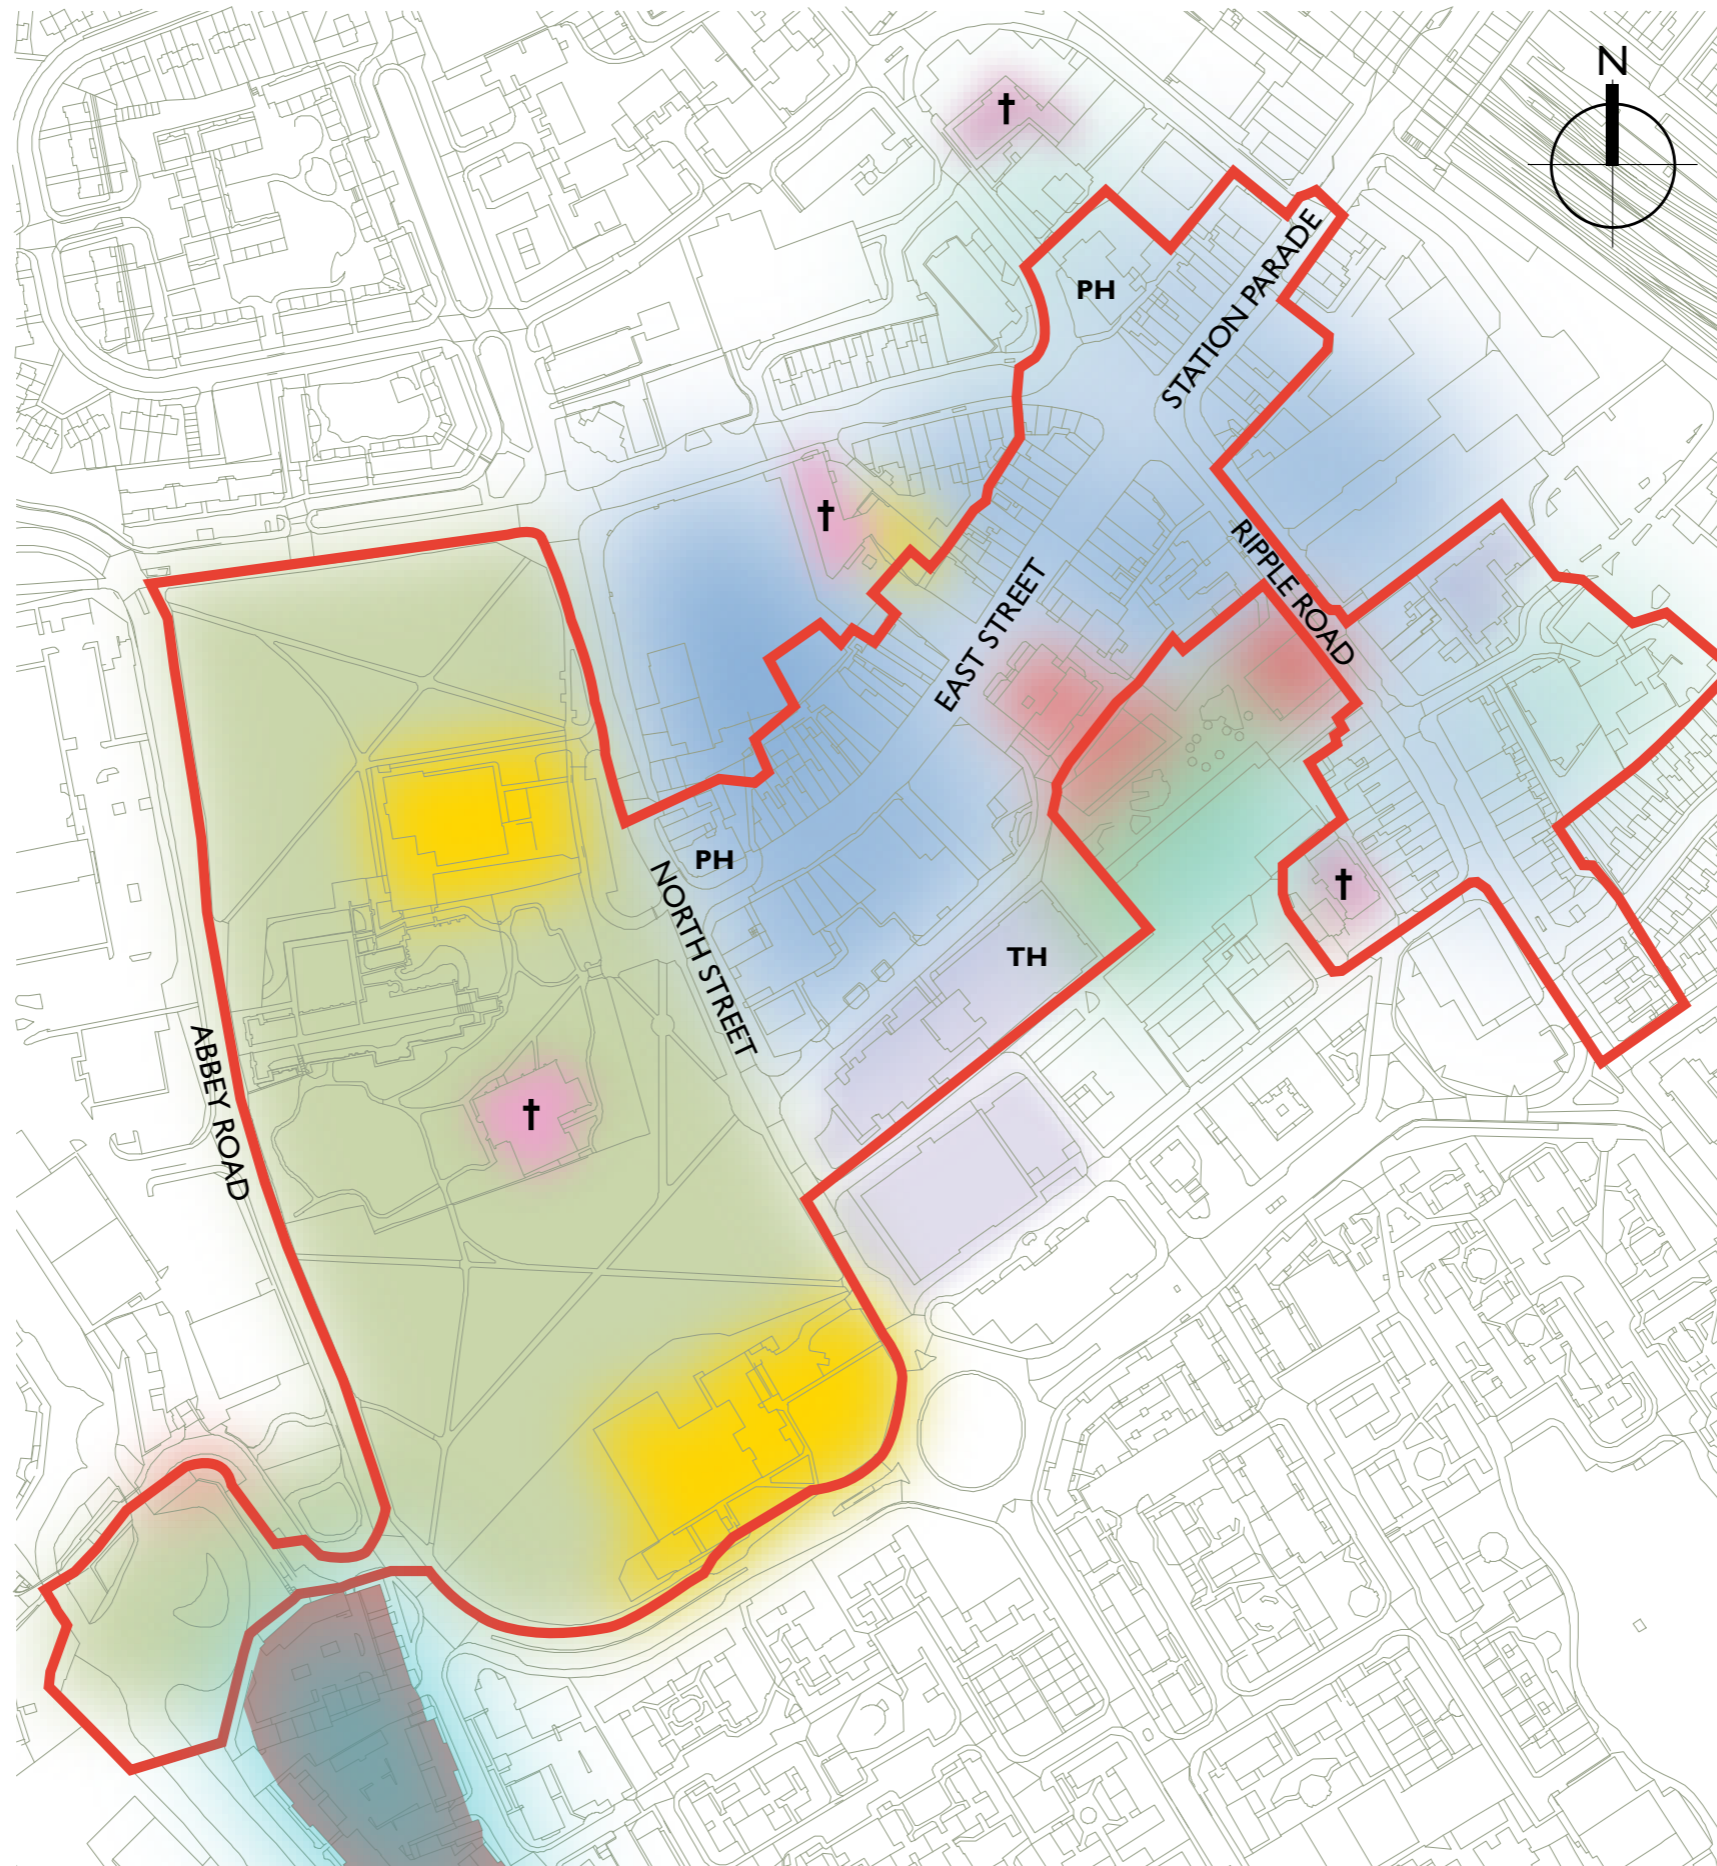 N
†
PH
STATION PARADE
†
RIPPLE ROAD
EAST STREET
PH
NORTH STREET
†
TH
ABBEY ROAD
†